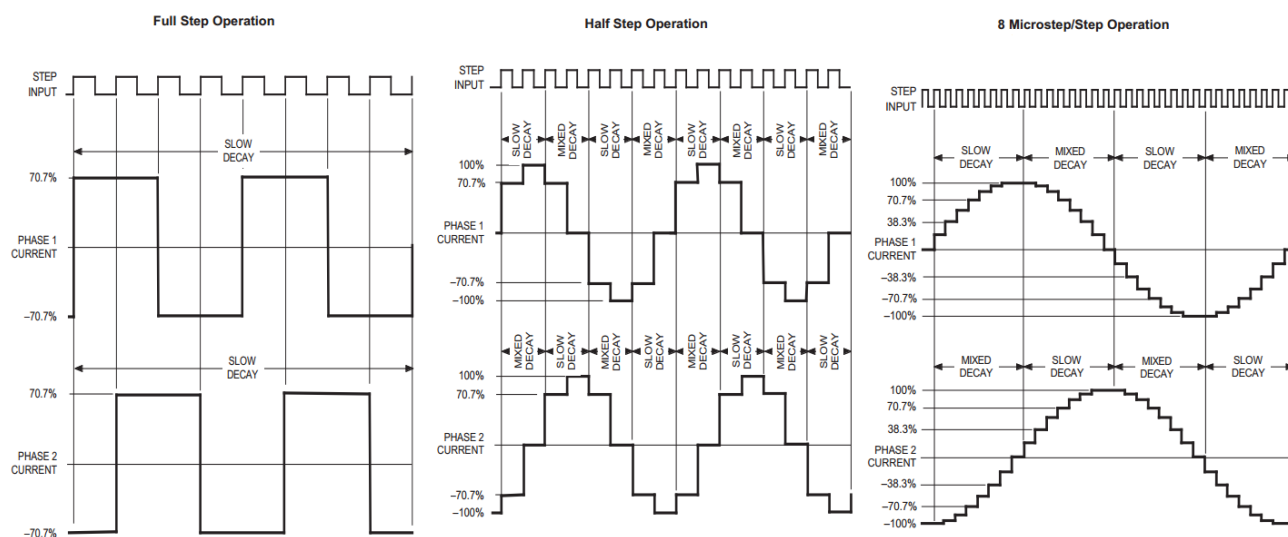 Full Step Operation
STEP
INPUT
SLOW
DECAY
70.7%
PHASE 1
CURRENT
–70.7%
SLOW
DECAY
70.7%
PHASE 2
CURRENT
–70.7%
Half Step Operation
STEP
INPUT
SLOW
DECAY
MIXED
DECAY
SLOW
DECAY
MIXED
DECAY
SLOW
DECAY
MIXED
DECAY
SLOW
DECAY
MIXED
DECAY
100%
70.7%
PHASE 1
CURRENT
–70.7%
–100%
MIXED
DECAY
SLOW
DECAY
MIXED
DECAY
SLOW
DECAY
MIXED
DECAY
SLOW
DECAY
MIXED
DECAY
SLOW
DECAY
100%
70.7%
PHASE 2
CURRENT
–70.7%
–100%
8 Microstep/Step Operation
STEP
INPUT
SLOW
DECAY
MIXED
DECAY
SLOW
DECAY
MIXED
DECAY
100%
70.7%
38.3%
PHASE 1
CURRENT
–38.3%
–70.7%
–100%
MIXED
DECAY
SLOW
DECAY
MIXED
DECAY
SLOW
DECAY
100%
70.7%
38.3%
PHASE 2
CURRENT
–38.3%
–70.7%
–100%